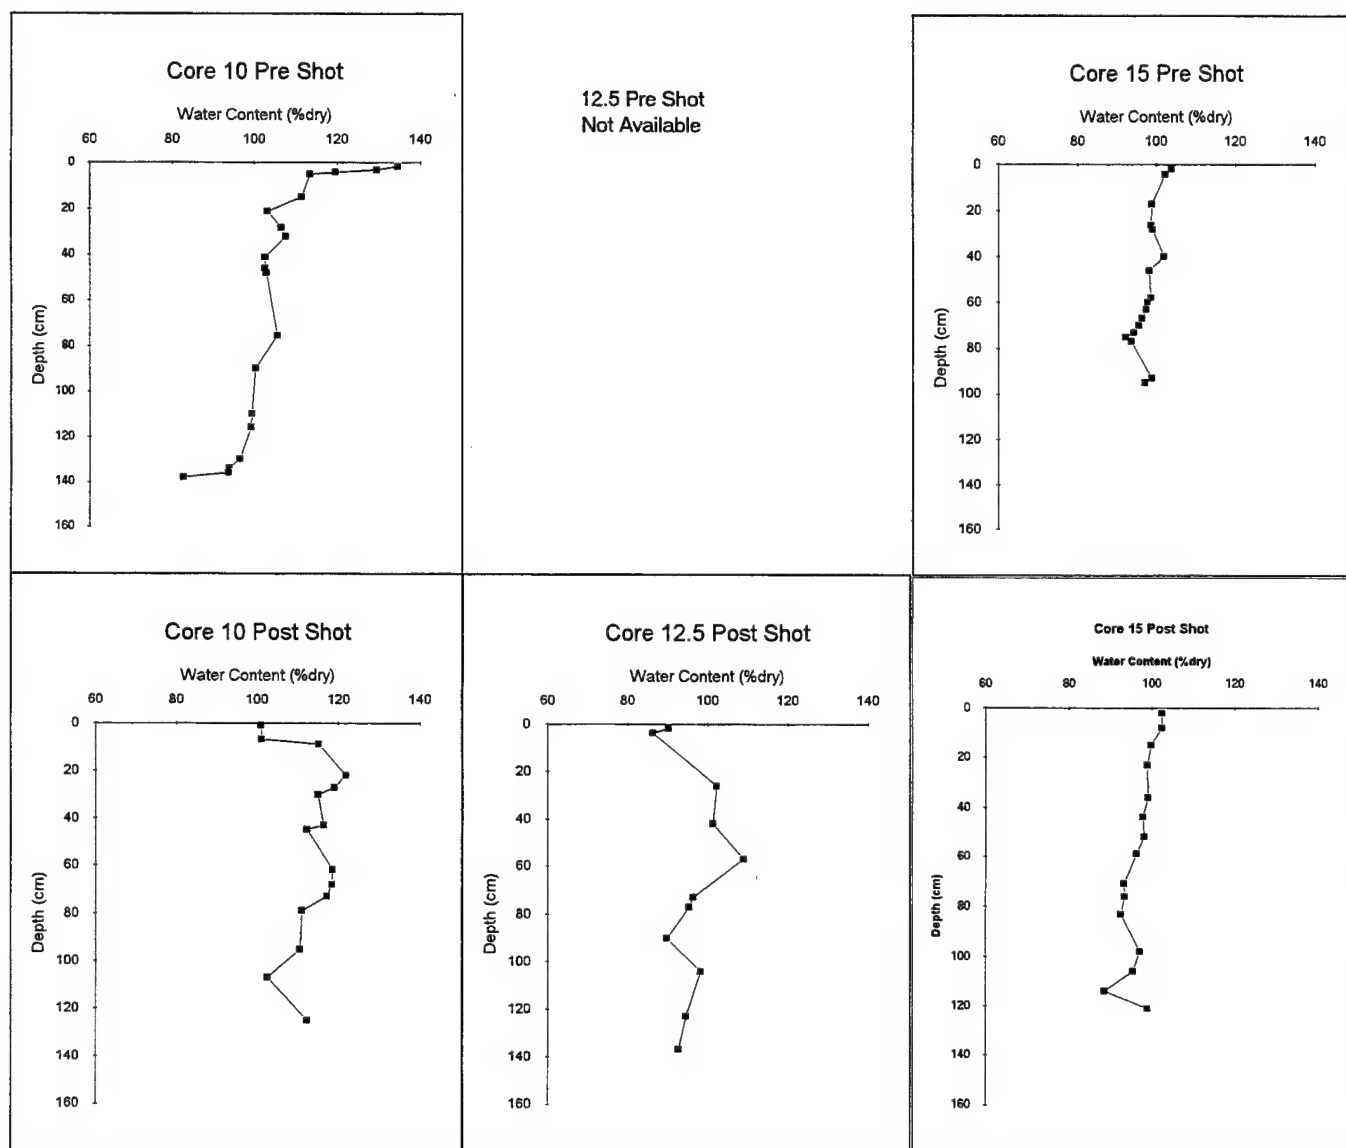 Core 10 Pre Shot
Water Content (%dry)
60 80 100 120 140
0
20
40
60
80
100
120
140
160
Depth (cm)
12.5 Pre Shot
Not Available
Core 15 Pre Shot
Water Content (%dry)
60 80 100 120 140
0
20
40
60
80
100
120
140
160
Depth (cm)
Core 10 Post Shot
Water Content (%dry)
60 80 100 120 140
0
20
40
60
80
100
120
140
160
Depth (cm)
Core 12.5 Post Shot
Water Content (%dry)
60 80 100 120 140
0
20
40
60
80
100
120
140
160
Depth (cm)
Core 15 Post Shot
Water Content (%dry)
60 80 100 120 140
0
20
40
60
80
100
120
140
160
Depth (cm)